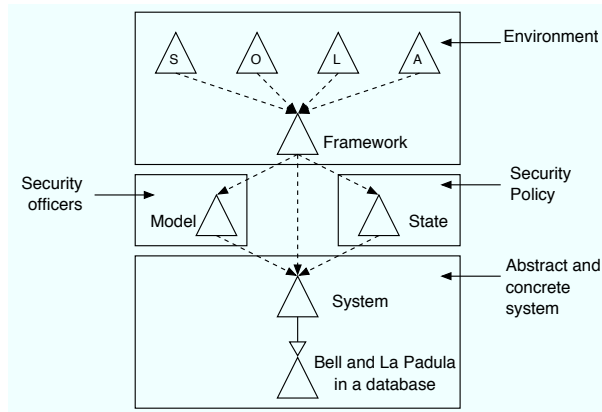 S O L A
Environment
Framework
Security
officers
Model
State
Security
Policy
System
Abstract and
concrete
system
Bell and La Padula
in a database